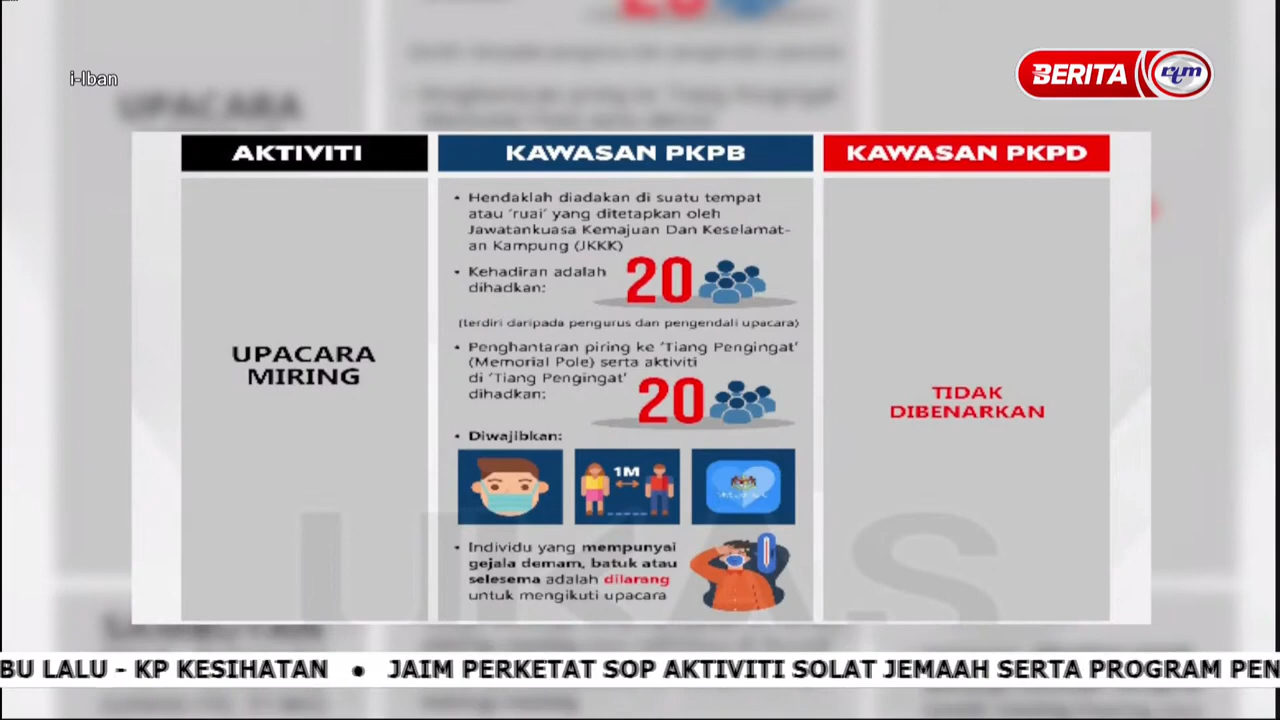 i-Iban
BERITA rtm
AKTIVITI
KAWASAN PKPB
KAWASAN PKPD
UPACARA
MIRING
• Hendaklah diadakan di suatu tempat
atau 'ruai' yang ditetapkan oleh
Jawatankuasa Kemajuan Dan Keselamat-
an Kampung (JKKK)
• Kehadiran adalah
dihadkan:
20
(terdiri daripada pengurus dan pengendali upacara)
• Penghantaran piring ke 'Tiang Pengingat'
(Memorial Pole) serta aktiviti
di 'Tiang Pengingat'
dihadkan:
20
• Diwajibkan:
1M
• Individu yang mempunyai
gejala demam, batuk atau
selesema adalah dilarang
untuk mengikuti upacara
TIDAK
DIBENARKAN
UKAS
BU LALU - KP KESIHATAN • JAIM PERKETAT SOP AKTIVITI SOLAT JEMAAH SERTA PROGRAM PEN